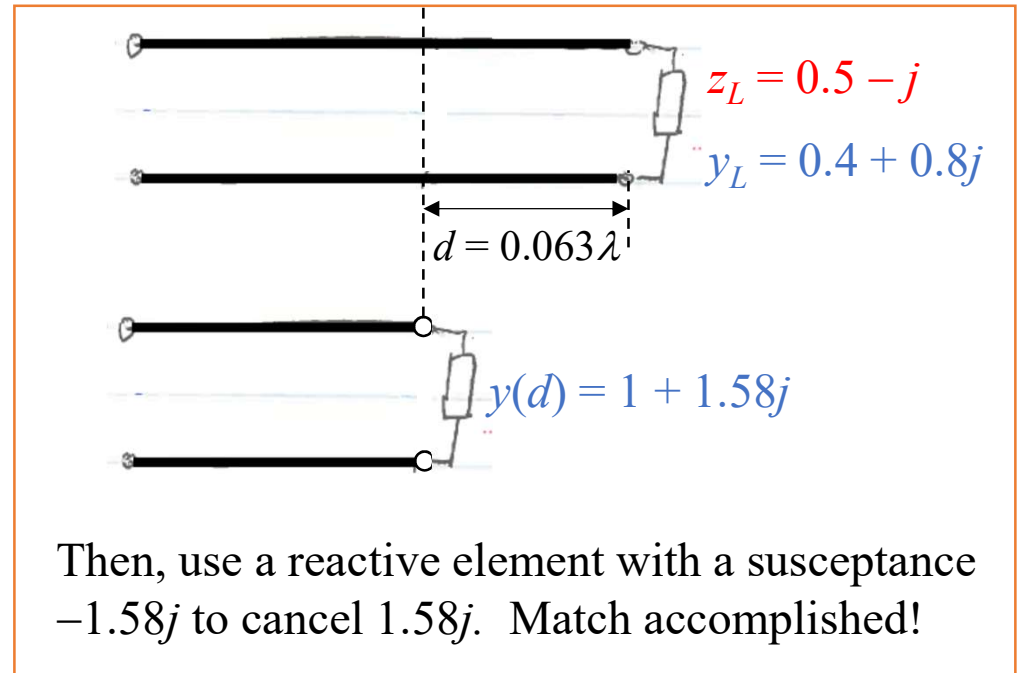 z_L = 0.5 – j
y_L = 0.4 + 0.8j
d = 0.063λ
y(d) = 1 + 1.58j
Then, use a reactive element with a susceptance
–1.58j to cancel 1.58j. Match accomplished!